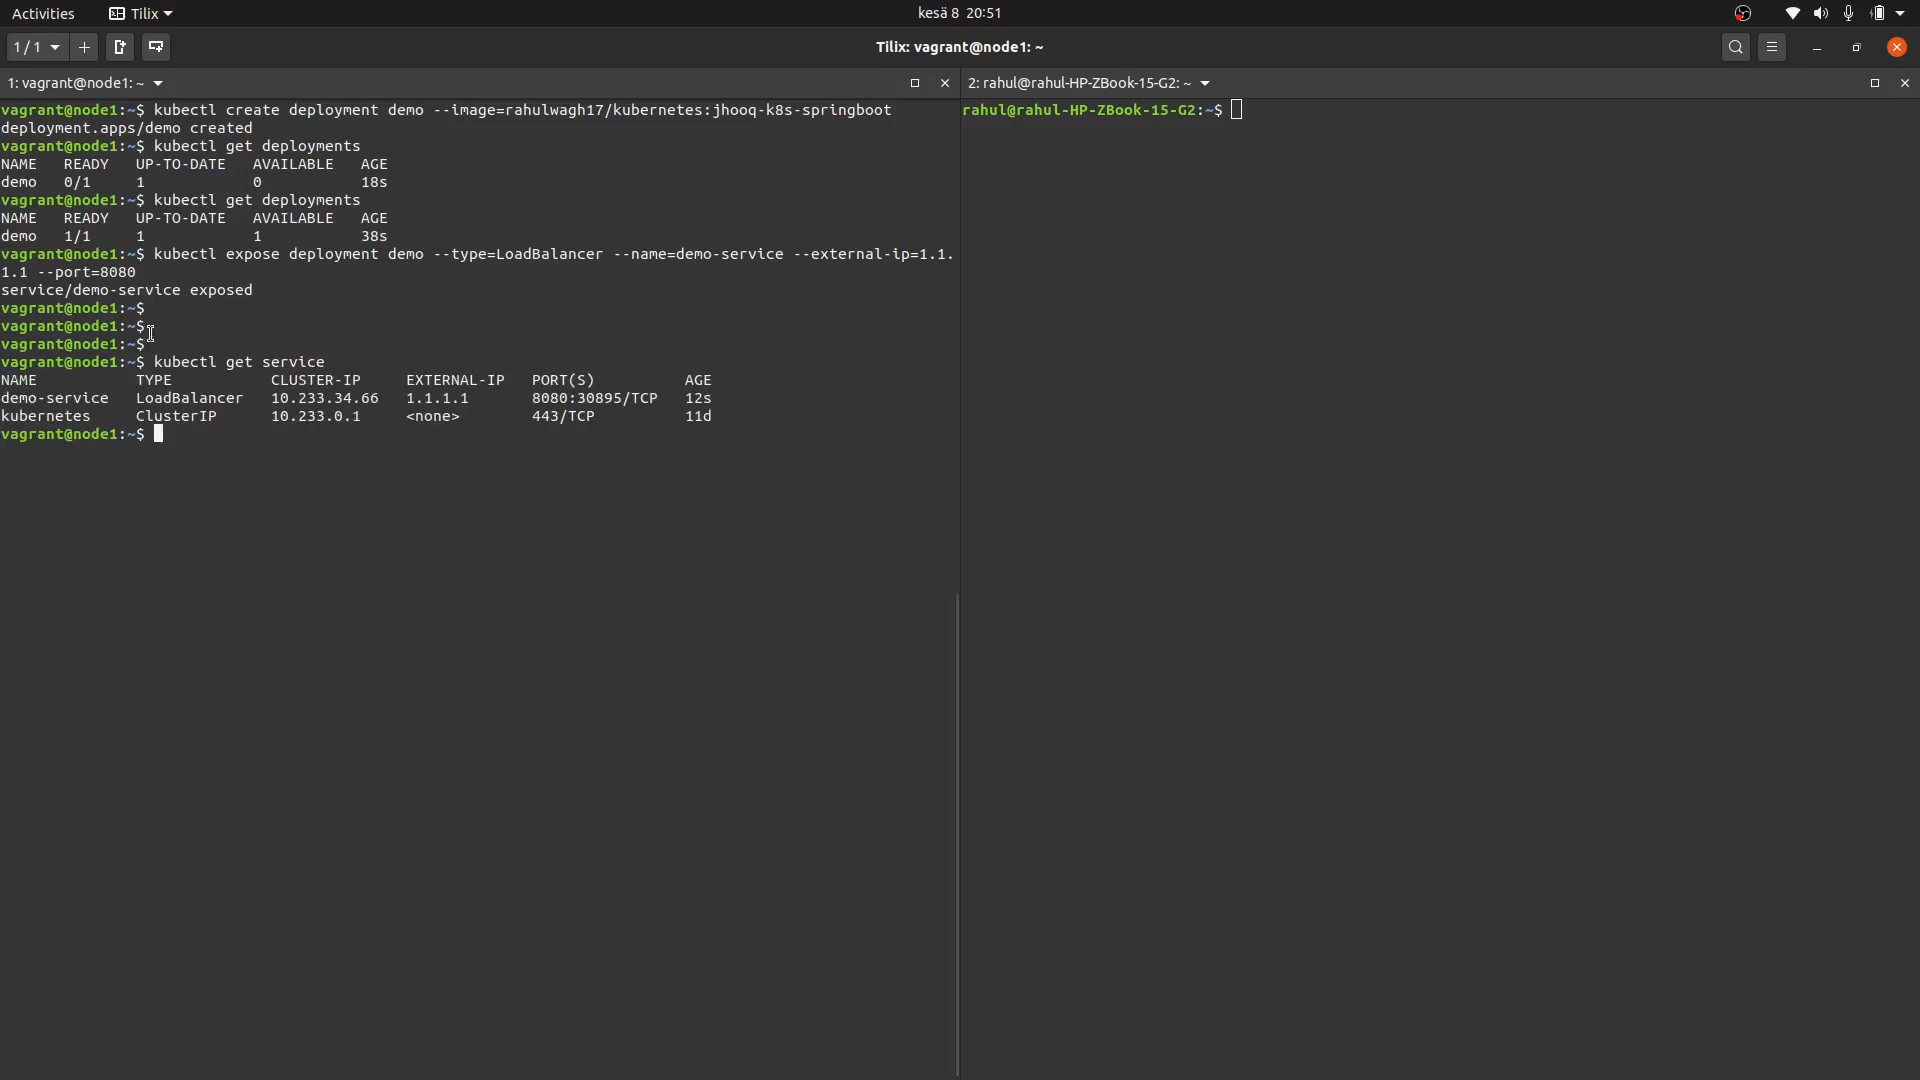 Activities Tilix kesä 8 20:51
1 / 1 Tilix: vagrant@node1: ~
1: vagrant@node1: ~
vagrant@node1:~$ kubectl create deployment demo --image=rahulwagh17/kubernetes:jhooq-k8s-springboot
deployment.apps/demo created
vagrant@node1:~$ kubectl get deployments
NAME   READY   UP-TO-DATE   AVAILABLE   AGE
demo   0/1     1            0           18s
vagrant@node1:~$ kubectl get deployments
NAME   READY   UP-TO-DATE   AVAILABLE   AGE
demo   1/1     1            1           38s
vagrant@node1:~$ kubectl expose deployment demo --type=LoadBalancer --name=demo-service --external-ip=1.1.
1.1 --port=8080
service/demo-service exposed
vagrant@node1:~$
vagrant@node1:~$
vagrant@node1:~$
vagrant@node1:~$ kubectl get service
NAME           TYPE           CLUSTER-IP     EXTERNAL-IP   PORT(S)          AGE
demo-service   LoadBalancer   10.233.34.66   1.1.1.1       8080:30895/TCP   12s
kubernetes     ClusterIP      10.233.0.1     <none>        443/TCP          11d
vagrant@node1:~$
2: rahul@rahul-HP-ZBook-15-G2: ~
rahul@rahul-HP-ZBook-15-G2:~$